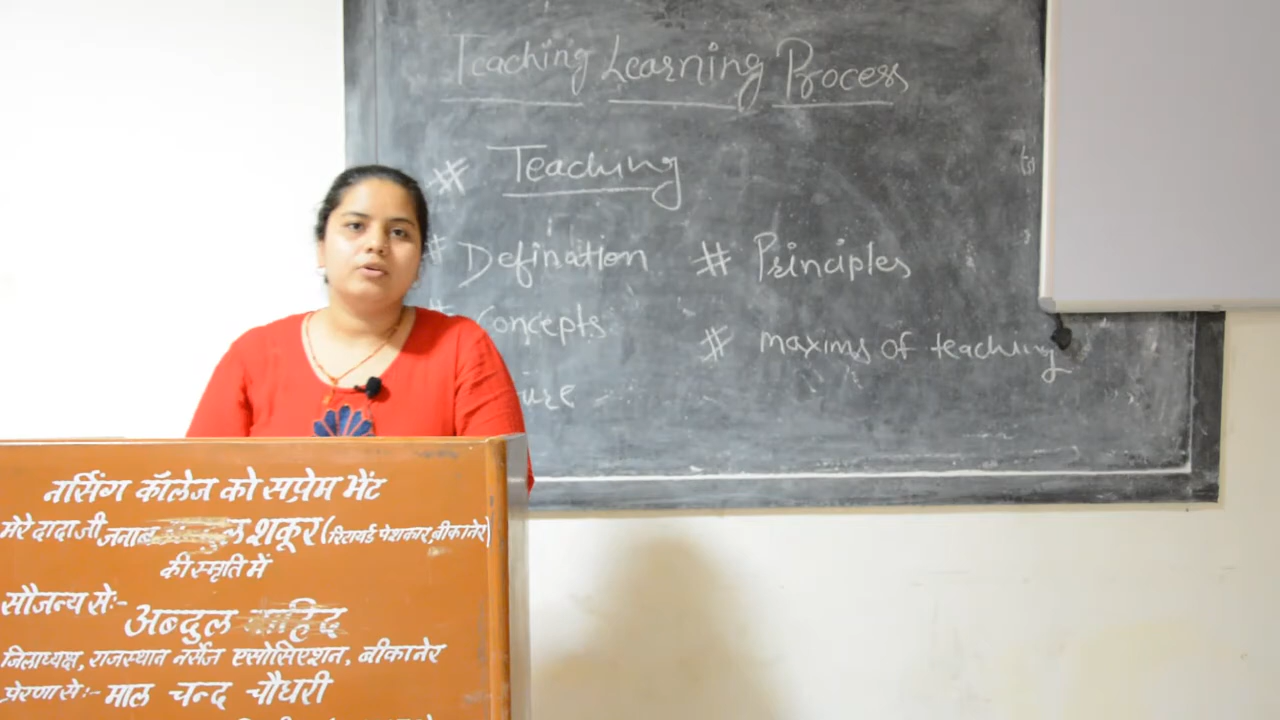 Teaching Learning Process
# Teaching
# Defination # Principles
# Concepts # maxims of teaching
नर्सिंग कॉलेज को सप्रेम भेंट
मेरे दादाजी जनाब शकूर (रिटायर्ड पेशकार, बीकानेर)
की स्मृति में
सौजन्य से:-
अब्दुल
जिलाध्यक्ष, राजस्थान नर्सेज एसोसिएशन, बीकानेर
प्रेरणा से:- माल चन्द चौधरी